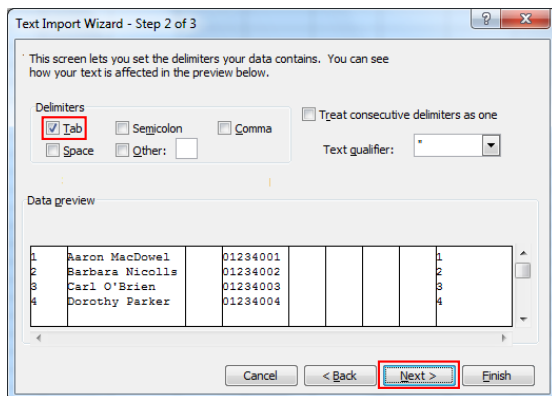 Text Import Wizard - Step 2 of 3
This screen lets you set the delimiters your data contains. You can see
how your text is affected in the preview below.
Delimiters
Tab Semicolon Comma
Treat consecutive delimiters as one
Space Other:
Text qualifier: "
Data preview
1 Aaron MacDowel 01234001 1
2 Barbara Nicolls 01234002 2
3 Carl O'Brien 01234003 3
4 Dorothy Parker 01234004 4
Cancel < Back Next > Finish